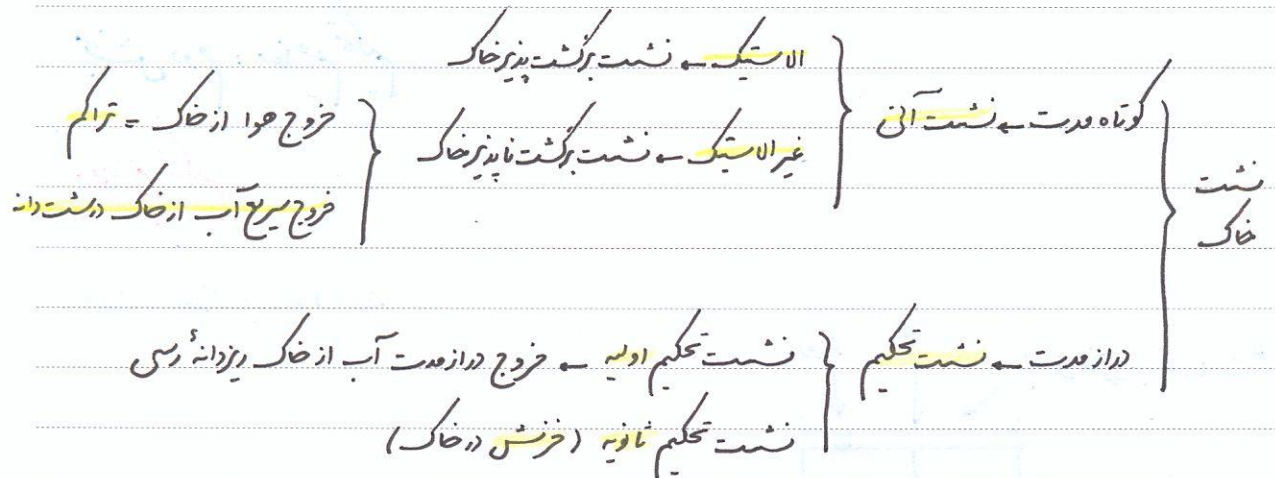 نشست خاک
کوتاه مدت ← نشست آنی
الاستیک ← نشست برگشت پذیر خاک
غیر الاستیک ← نشست برگشت ناپذیر خاک
خروج هوا از خاک = تراکم
خروج سریع آب از خاک درشت دانه
دراز مدت ← نشست تحکیم
نشست تحکیم اولیه ← خروج دراز مدت آب از خاک ریزدانهٔ رسی
نشست تحکیم ثانویه (خزش در خاک)